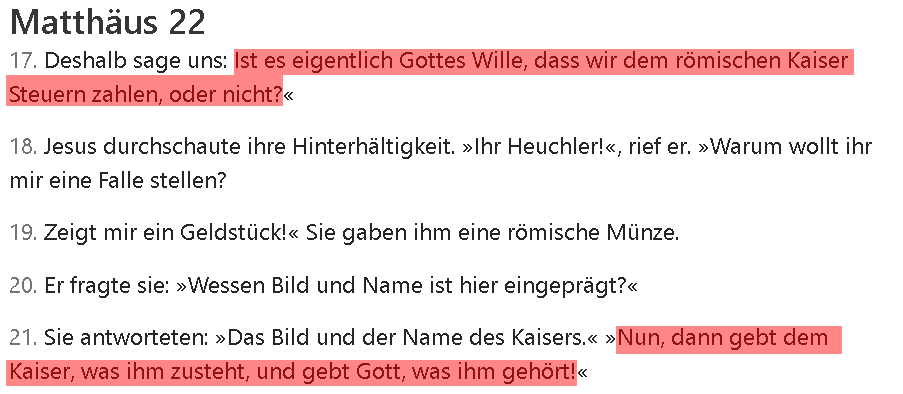 Matthäus 22
17. Deshalb sage uns: Ist es eigentlich Gottes Wille, dass wir dem römischen Kaiser
Steuern zahlen, oder nicht?«
18. Jesus durchschaute ihre Hinterhältigkeit. »Ihr Heuchler!«, rief er. »Warum wollt ihr
mir eine Falle stellen?
19. Zeigt mir ein Geldstück!« Sie gaben ihm eine römische Münze.
20. Er fragte sie: »Wessen Bild und Name ist hier eingeprägt?«
21. Sie antworteten: »Das Bild und der Name des Kaisers.« »Nun, dann gebt dem
Kaiser, was ihm zusteht, und gebt Gott, was ihm gehört!«